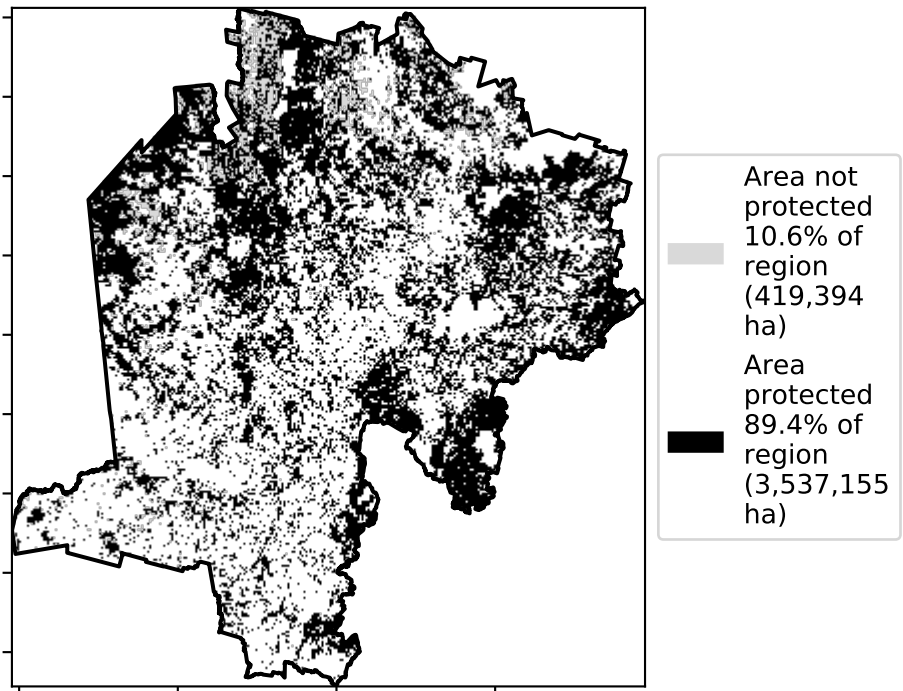 Area not
protected
10.6% of
region
(419,394
ha)
Area
protected
89.4% of
region
(3,537,155
ha)